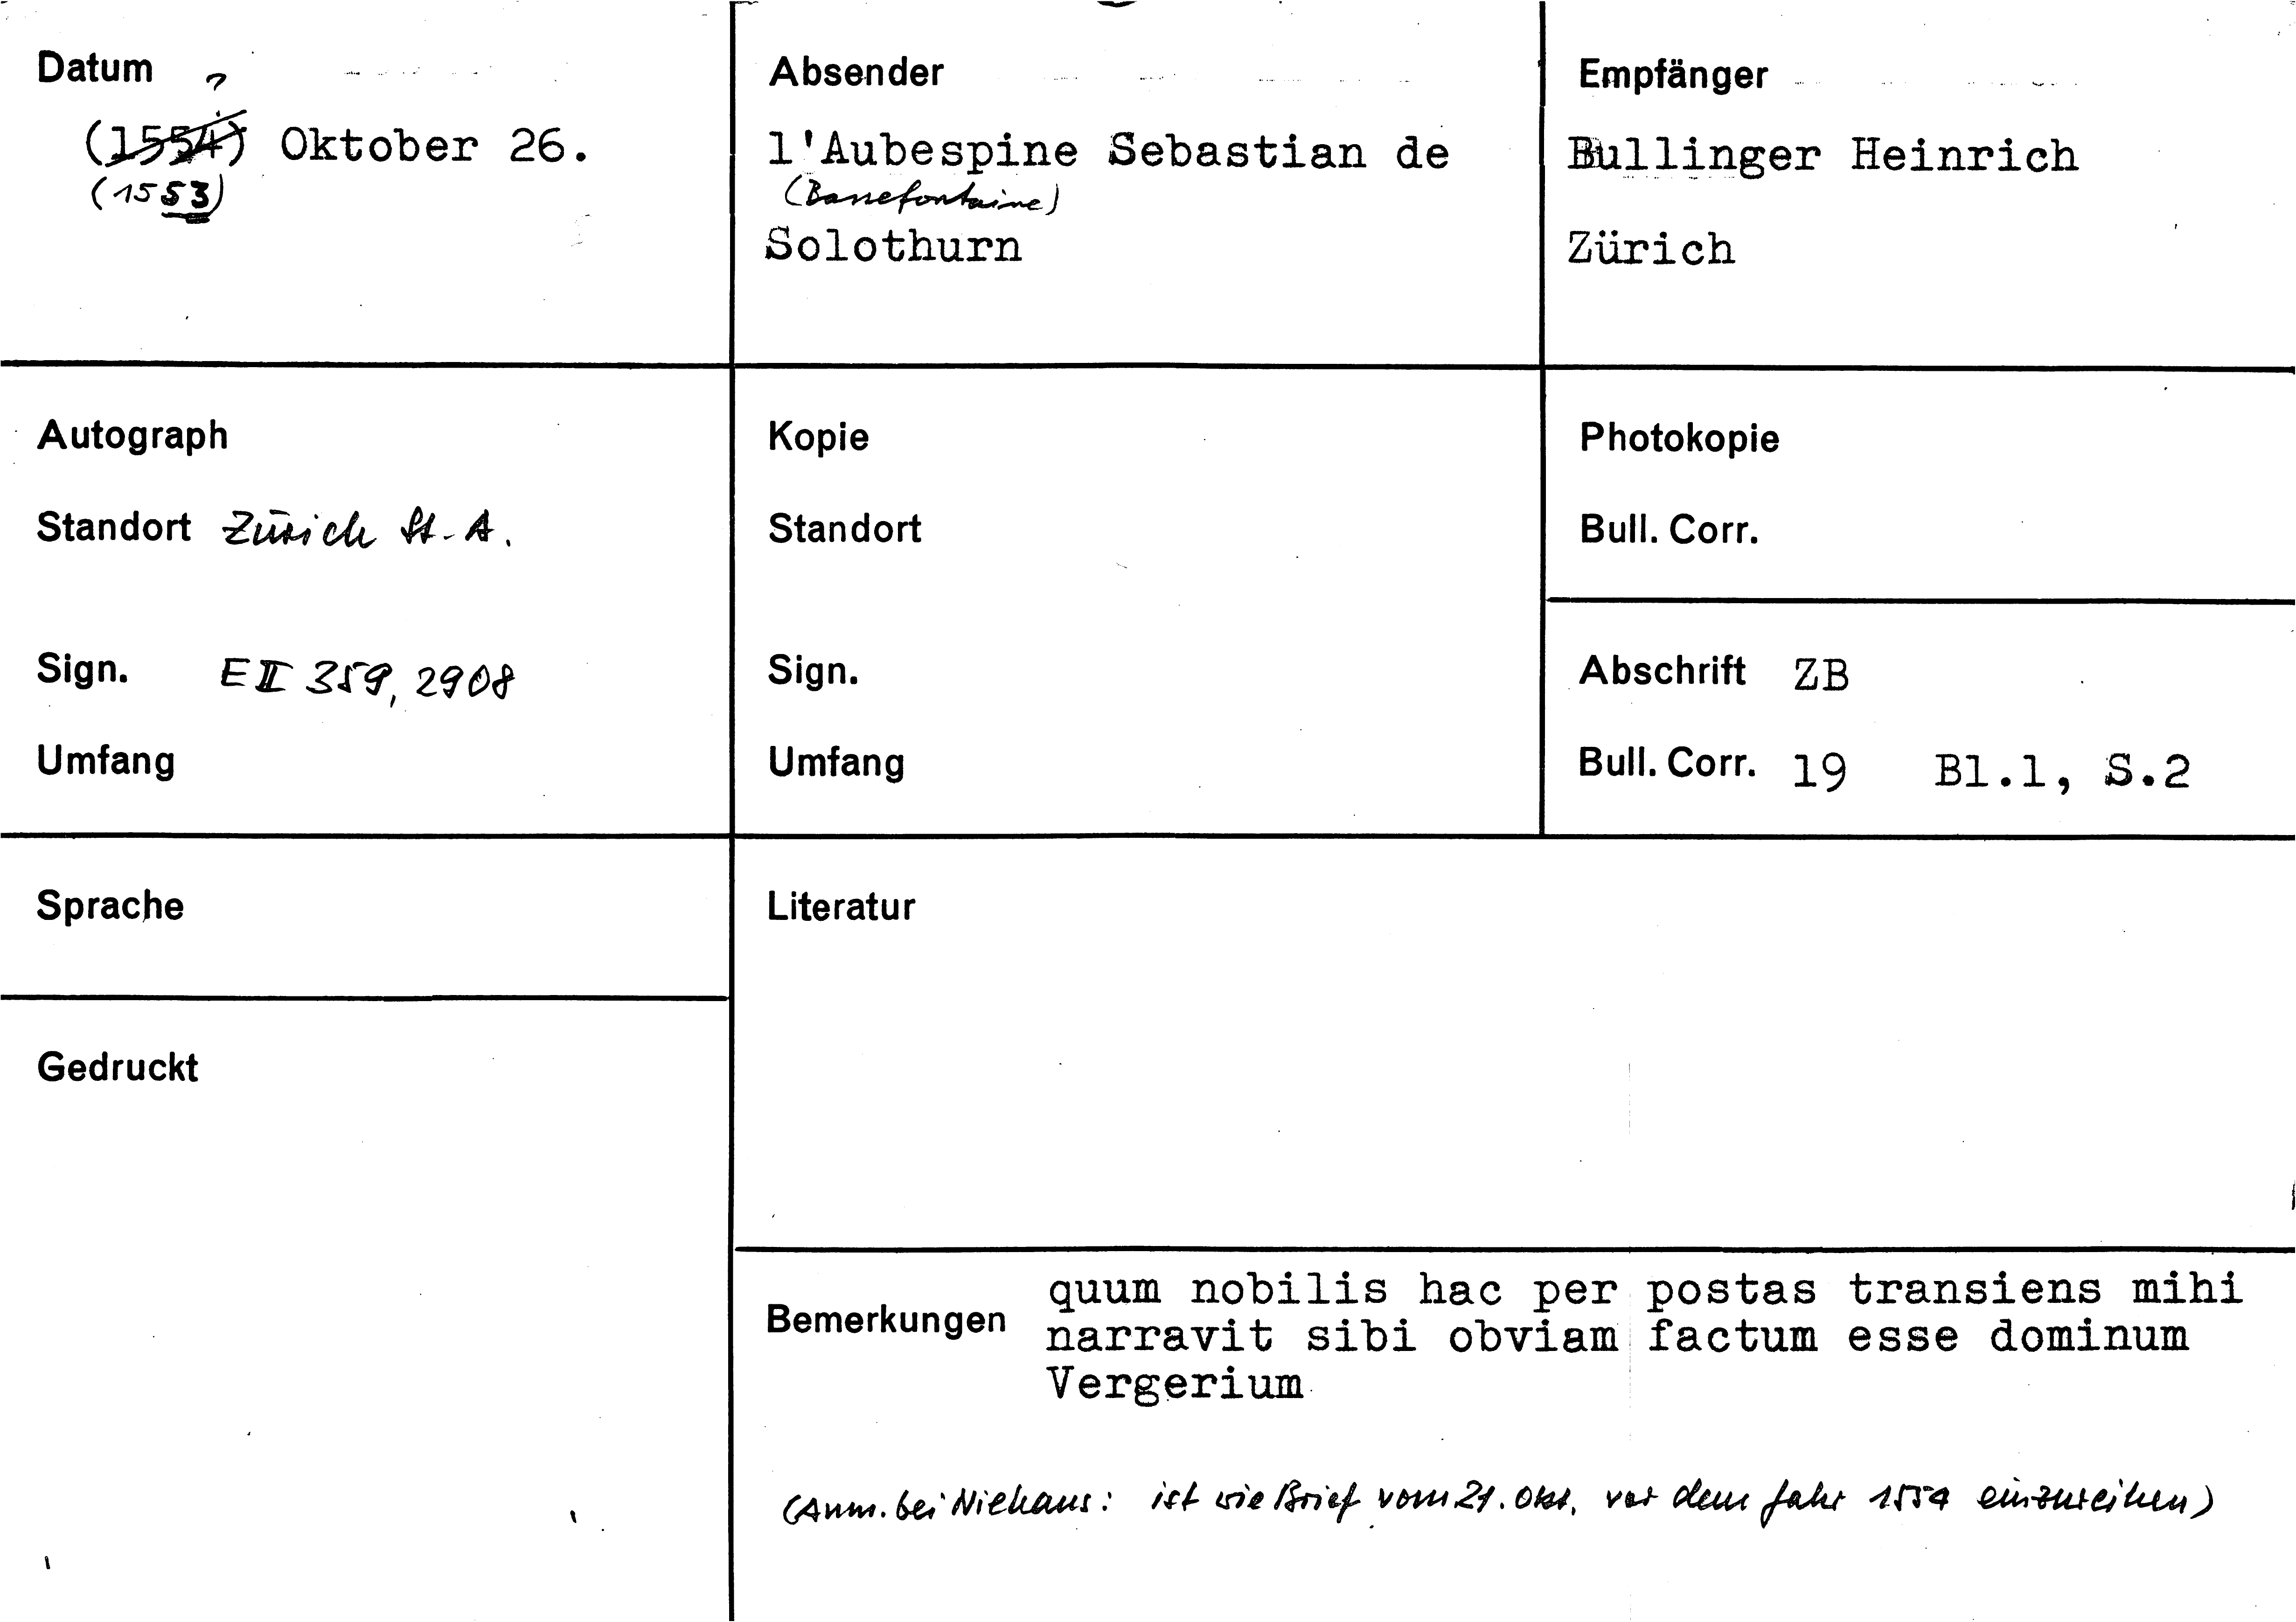 Datum ?
(1554) Oktober 26.
(1553)
Absender
l'Aubespine Sebastian de
(Bassefontaine)
Solothurn
Empfänger
Bullinger Heinrich
Zürich
Autograph
Standort Zürich St. A.
Sign. E II 359, 2908
Umfang
Kopie
Standort
Sign.
Umfang
Photokopie
Bull. Corr.
Abschrift ZB
Bull. Corr. 19 Bl.1, S.2
Sprache
Gedruckt
Literatur
Bemerkungen
quum nobilis hac per postas transiens mihi
narravit sibi obviam factum esse dominum
Vergerium
(Anm. bei Niehaus: ist wie Brief vom 21. Okt. vor dem Jahr 1554 einzureihen)